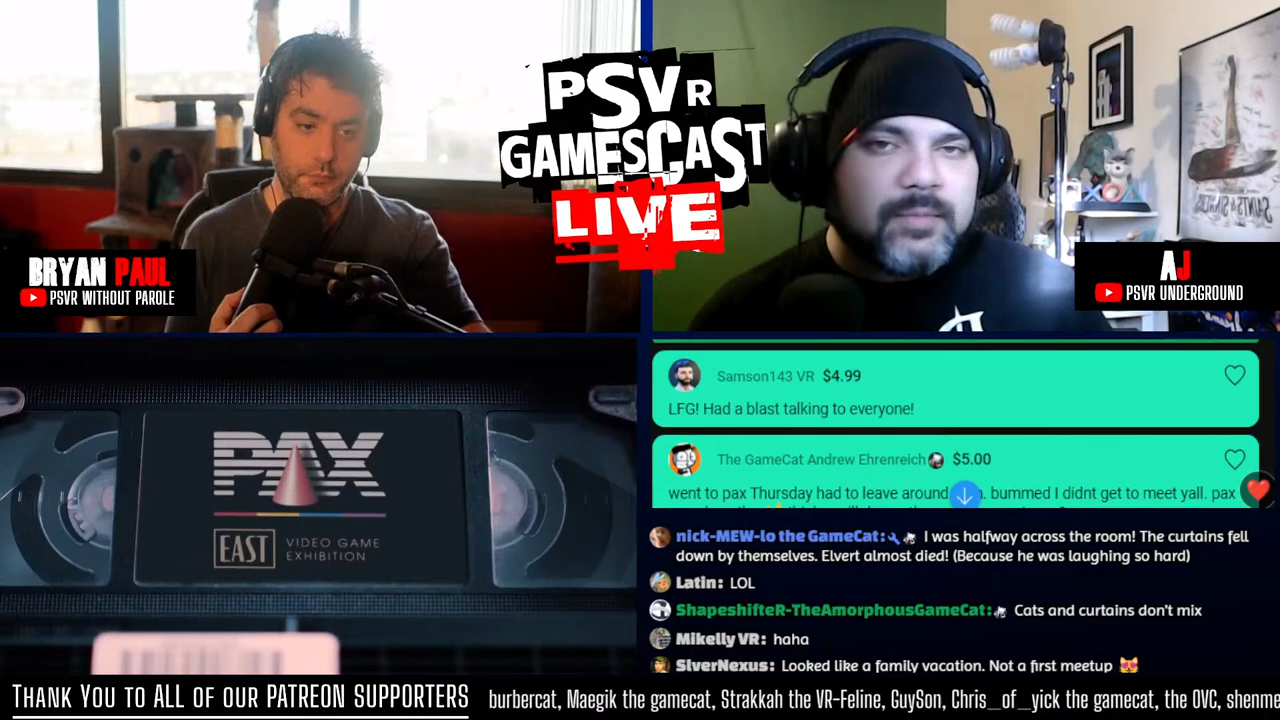 PSVR
GAMESCAST
LIVE
BRYAN PAUL
PSVR WITHOUT PAROLE
AJ
PSVR UNDERGROUND
SAINTS & SINNERS
PAX
EAST
VIDEO GAME
EXHIBITION
Samson143 VR $4.99
LFG! Had a blast talking to everyone!
The GameCat Andrew Ehrenreich $5.00
went to pax Thursday had to leave around bummed I didnt get to meet yall. pax
nick-MEW-lo the GameCat: I was halfway across the room! The curtains fell
down by themselves. Elvert almost died! (Because he was laughing so hard)
Latin: LOL
ShapeshifteR-TheAmorphousGameCat: Cats and curtains don't mix
Mikelly VR: haha
SlverNexus: Looked like a family vacation. Not a first meetup
THANK YOU TO ALL OF OUR PATREON SUPPORTERS
burbercat, Maegik the gamecat, Strakkah the VR-Feline, GuySon, Chris_of_yick the gamecat, the OVC, shenme